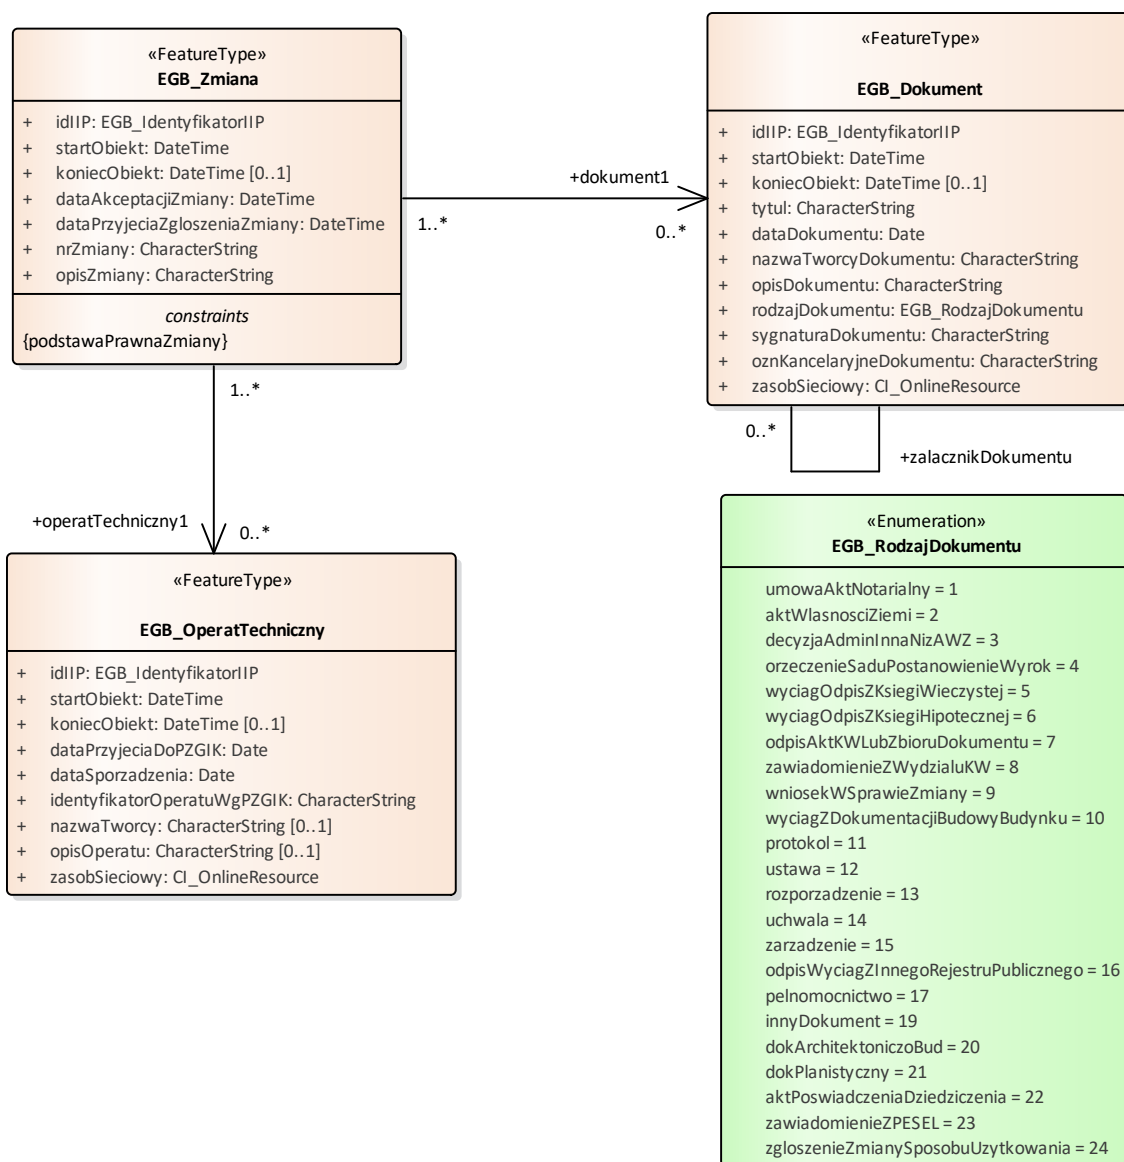 «FeatureType»
EGB_Zmiana
+ idIIP: EGB_IdentyfikatorIIP
+ startObiekt: DateTime
+ koniecObiekt: DateTime [0..1]
+ dataAkceptacjiZmiany: DateTime
+ dataPrzyjeciaZgloszeniaZmiany: DateTime
+ nrZmiany: CharacterString
+ opisZmiany: CharacterString
constraints
{podstawaPrawnaZmiany}
+dokument1
1..*
0..*
«FeatureType»
EGB_Dokument
+ idIIP: EGB_IdentyfikatorIIP
+ startObiekt: DateTime
+ koniecObiekt: DateTime [0..1]
+ tytul: CharacterString
+ dataDokumentu: Date
+ nazwaTworcyDokumentu: CharacterString
+ opisDokumentu: CharacterString
+ rodzajDokumentu: EGB_RodzajDokumentu
+ sygnaturaDokumentu: CharacterString
+ oznKancelaryjneDokumentu: CharacterString
+ zasobSieciowy: CI_OnlineResource
0..*
+zalacznikDokumentu
1..*
+operatTechniczny1
0..*
«FeatureType»
EGB_OperatTechniczny
+ idIIP: EGB_IdentyfikatorIIP
+ startObiekt: DateTime
+ koniecObiekt: DateTime [0..1]
+ dataPrzyjeciaDoPZGIK: Date
+ dataSporzadzenia: Date
+ identyfikatorOperatuWgPZGIK: CharacterString
+ nazwaTworcy: CharacterString [0..1]
+ opisOperatu: CharacterString [0..1]
+ zasobSieciowy: CI_OnlineResource
«Enumeration»
EGB_RodzajDokumentu
umowaAktNotarialny = 1
aktWlasnosciZiemi = 2
decyzjaAdminInnaNizAWZ = 3
orzeczenieSaduPostanowienieWyrok = 4
wyciagOdpisZKsiegiWieczystej = 5
wyciagOdpisZKsiegiHipotecznej = 6
odpisAktKWLubZbioruDokumentu = 7
zawiadomienieZWydzialuKW = 8
wniosekWSprawieZmiany = 9
wyciagZDokumentacjiBudowyBudynku = 10
protokol = 11
ustawa = 12
rozporzadzenie = 13
uchwala = 14
zarzadzenie = 15
odpisWyciagZInnegoRejestruPublicznego = 16
pelnomocnictwo = 17
innyDokument = 19
dokArchitektoniczoBud = 20
dokPlanistyczny = 21
aktPoswiadczeniaDziedziczenia = 22
zawiadomienieZPESEL = 23
zgloszenieZmianySposobuUzytkowania = 24